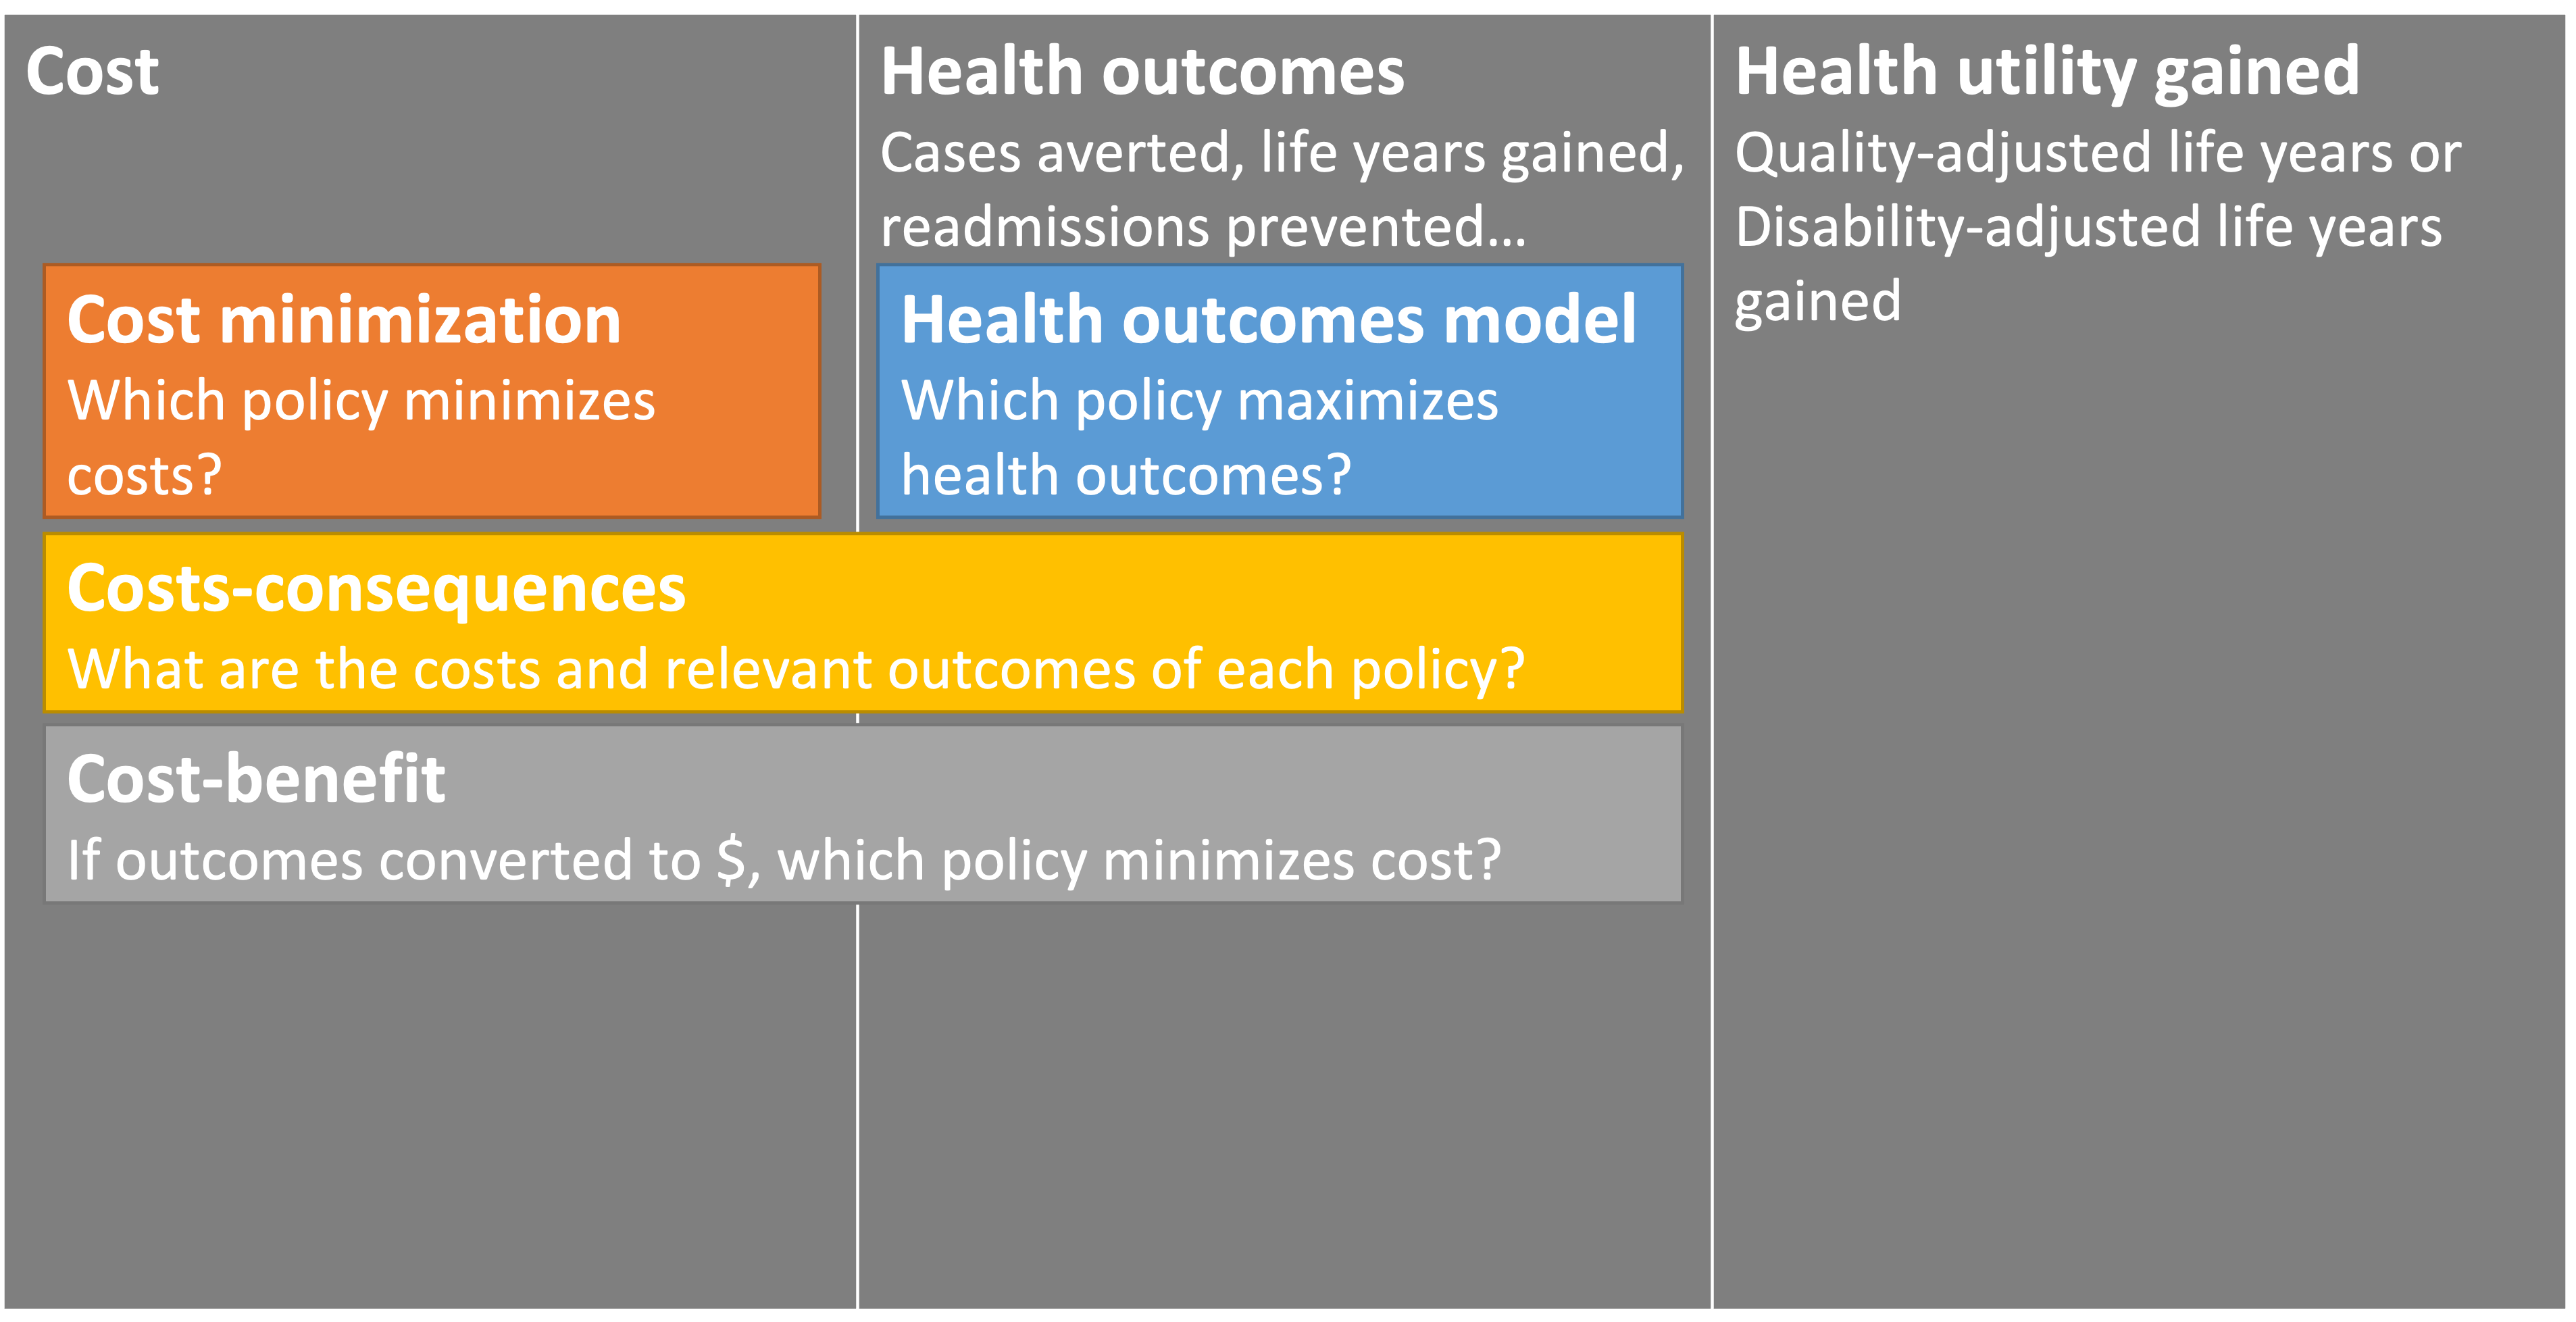 Cost
Health outcomes
Cases averted, life years gained,
readmissions prevented...
Health utility gained
Quality-adjusted life years or
Disability-adjusted life years
gained
Cost minimization
Which policy minimizes
costs?
Health outcomes model
Which policy maximizes
health outcomes?
Costs-consequences
What are the costs and relevant outcomes of each policy?
Cost-benefit
If outcomes converted to $, which policy minimizes cost?